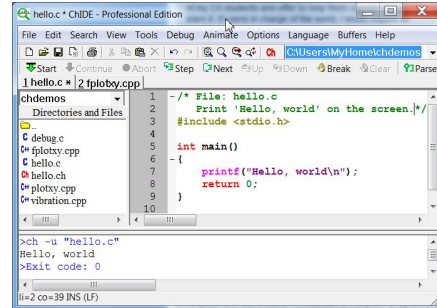 hello.c * ChIDE - Professional Edition
File Edit Search View Tools Debug Animate Options Language Buffers Help
Ch C:\Users\MyHome\chdemos
Start Continue Abort Step Next Up Down Break Clear Parse
1 hello.c * 2 fplotxy.cpp
chdemos
Directories and Files
..
C debug.c
C++ fplotxy.cpp
C hello.c
Ch hello.ch
C++ plotxy.cpp
C++ vibration.cpp
1 -/* File: hello.c
2 Print 'Hello, world' on the screen.*/
3 #include <stdio.h>
4
5 int main()
6 -{
7 printf("Hello, world\n");
8 return 0;
9 }
10
>ch -u "hello.c"
Hello, world
>Exit code: 0
li=2 co=39 INS (LF)